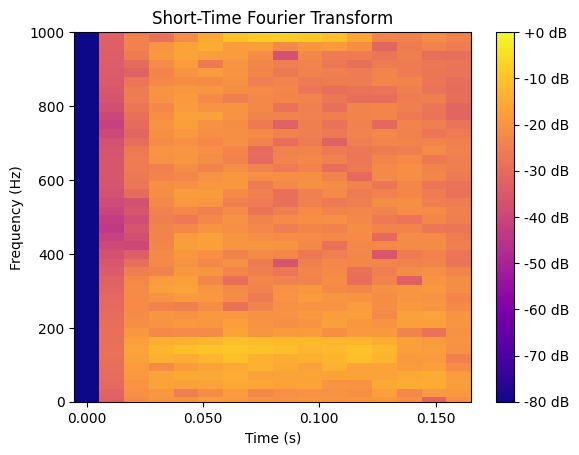 Short-Time Fourier Transform
1000
800
600
400
200
0
Frequency (Hz)
0.000
0.050
0.100
0.150
Time (s)
+0 dB
-10 dB
-20 dB
-30 dB
-40 dB
-50 dB
-60 dB
-70 dB
-80 dB